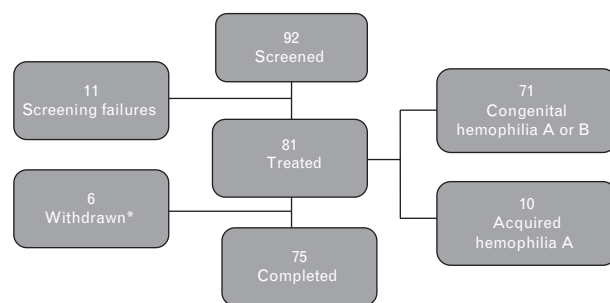 92
Screened
11
Screening failures
71
Congenital
hemophilia A or B
81
Treated
6
Withdrawn*
10
Acquired
hemophilia A
75
Completed